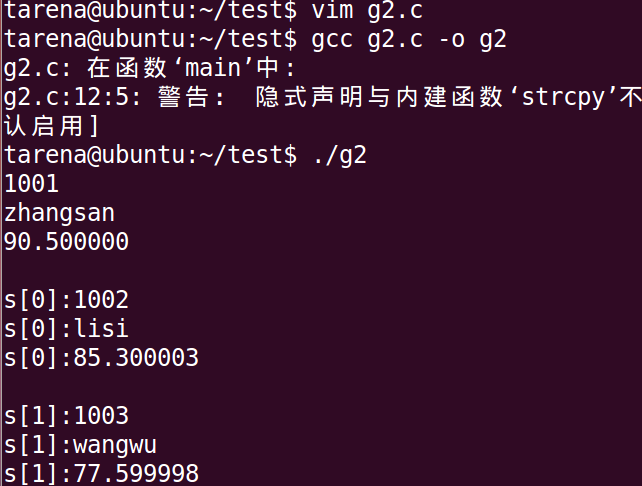 tarena@ubuntu:~/test$ vim g2.c
tarena@ubuntu:~/test$ gcc g2.c -o g2
g2.c: 在函数‘main’中:
g2.c:12:5: 警告: 隐式声明与内建函数‘strcpy’不
认启用]
tarena@ubuntu:~/test$ ./g2
1001
zhangsan
90.500000
s[0]:1002
s[0]:lisi
s[0]:85.300003
s[1]:1003
s[1]:wangwu
s[1]:77.599998